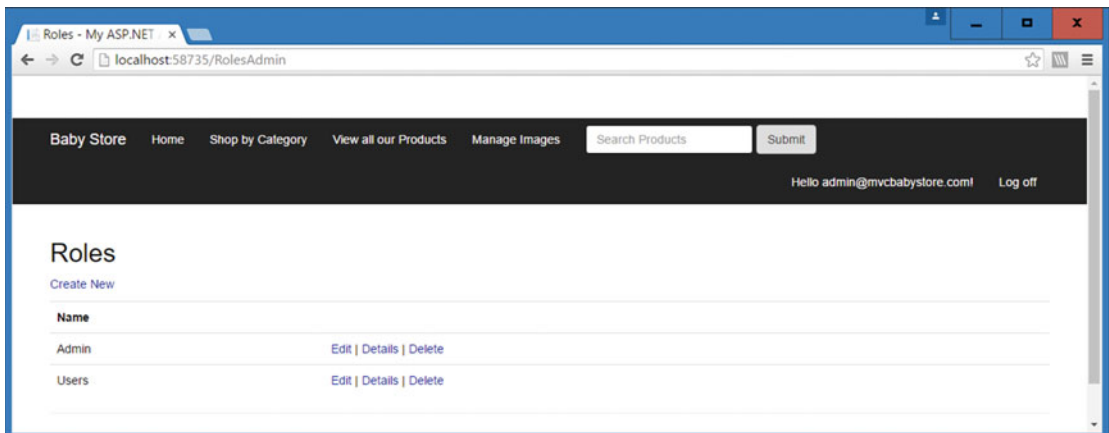 Roles - My ASP.NET
localhost:58735/RolesAdmin
Baby Store Home Shop by Category View all our Products Manage Images Search Products Submit
Hello admin@mvcbabystore.com! Log off
Roles
Create New
Name
Admin Edit | Details | Delete
Users Edit | Details | Delete